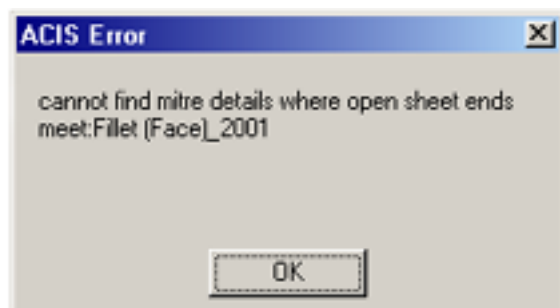 ACIS Error
cannot find mitre details where open sheet ends
meet:Fillet (Face)_2001
OK